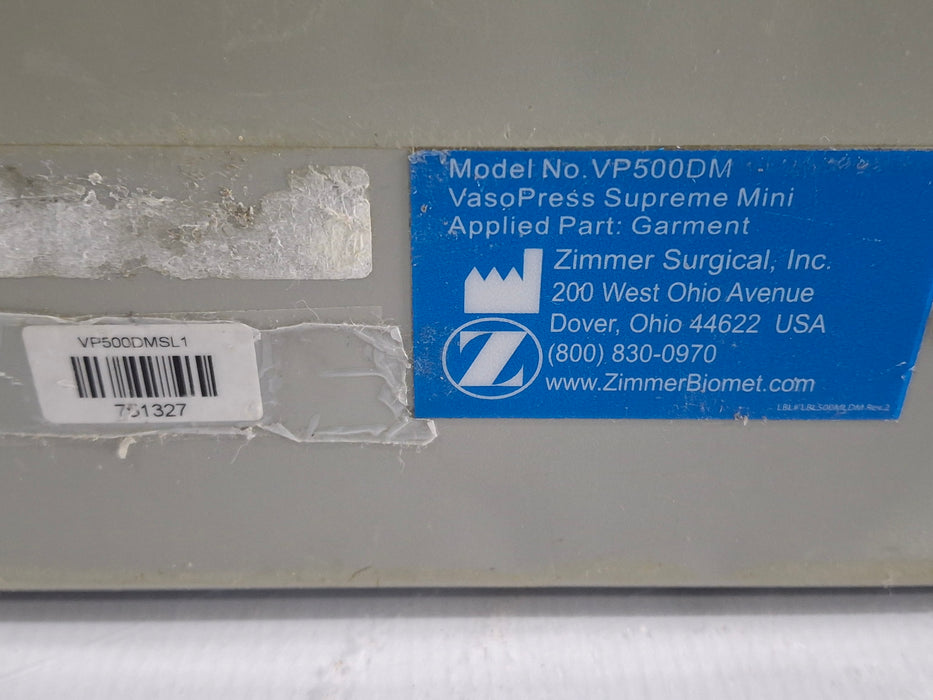 Model No. VP500DM
VasoPress Supreme Mini
Applied Part: Garment
Zimmer Surgical, Inc.
200 West Ohio Avenue
Dover, Ohio 44622 USA
(800) 830-0970
www.ZimmerBiomet.com
Z
VP500DMSL1
751327